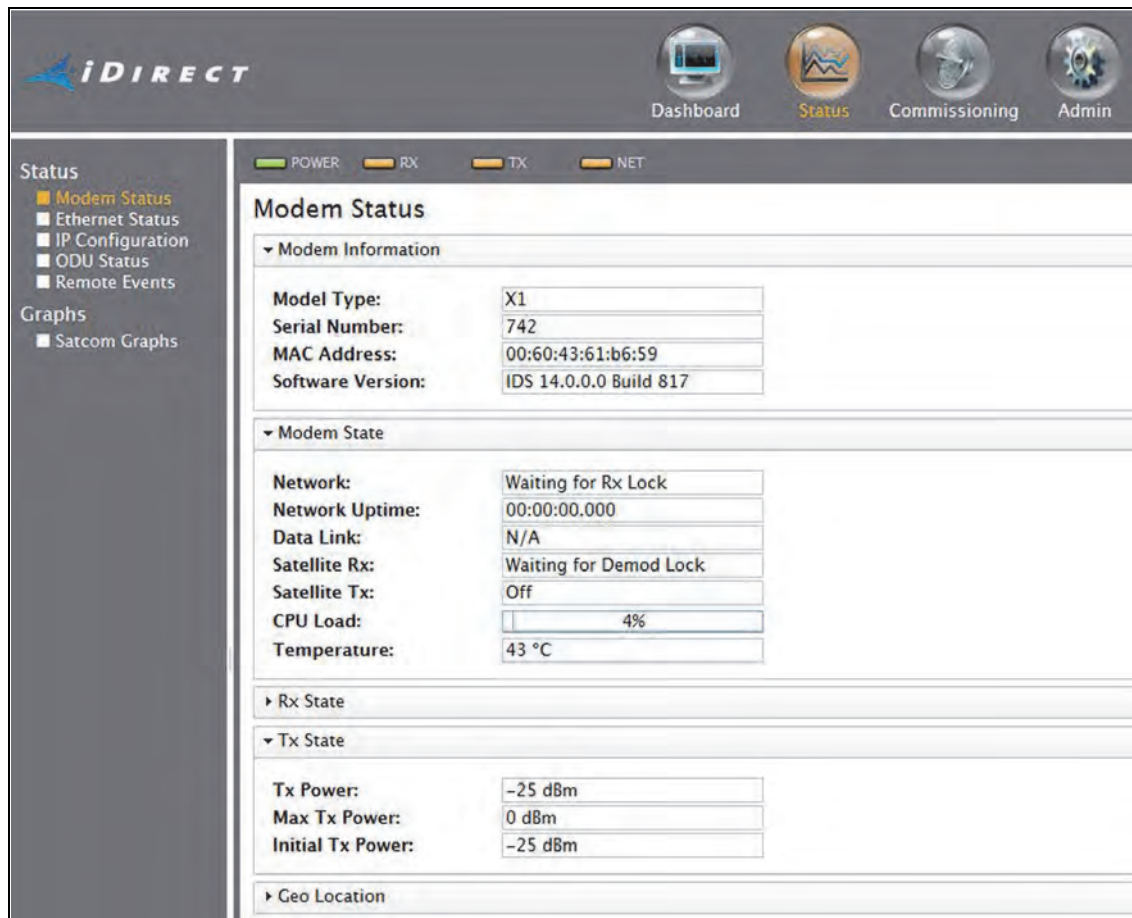 iDIRECT
Dashboard
Status
Commissioning
Admin
Status
Modem Status
Ethernet Status
IP Configuration
ODU Status
Remote Events
Graphs
Satcom Graphs
POWER RX TX NET
Modem Status
Modem Information
Model Type: X1
Serial Number: 742
MAC Address: 00:60:43:61:b6:59
Software Version: IDS 14.0.0.0 Build 817
Modem State
Network: Waiting for Rx Lock
Network Uptime: 00:00:00.000
Data Link: N/A
Satellite Rx: Waiting for Demod Lock
Satellite Tx: Off
CPU Load: 4%
Temperature: 43 °C
Rx State
Tx State
Tx Power: -25 dBm
Max Tx Power: 0 dBm
Initial Tx Power: -25 dBm
Geo Location